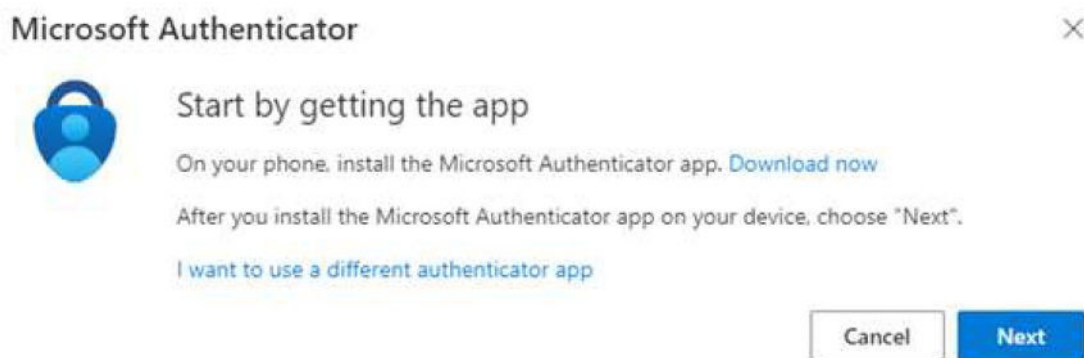 Microsoft Authenticator
Start by getting the app
On your phone, install the Microsoft Authenticator app. Download now
After you install the Microsoft Authenticator app on your device, choose "Next".
I want to use a different authenticator app
Cancel
Next